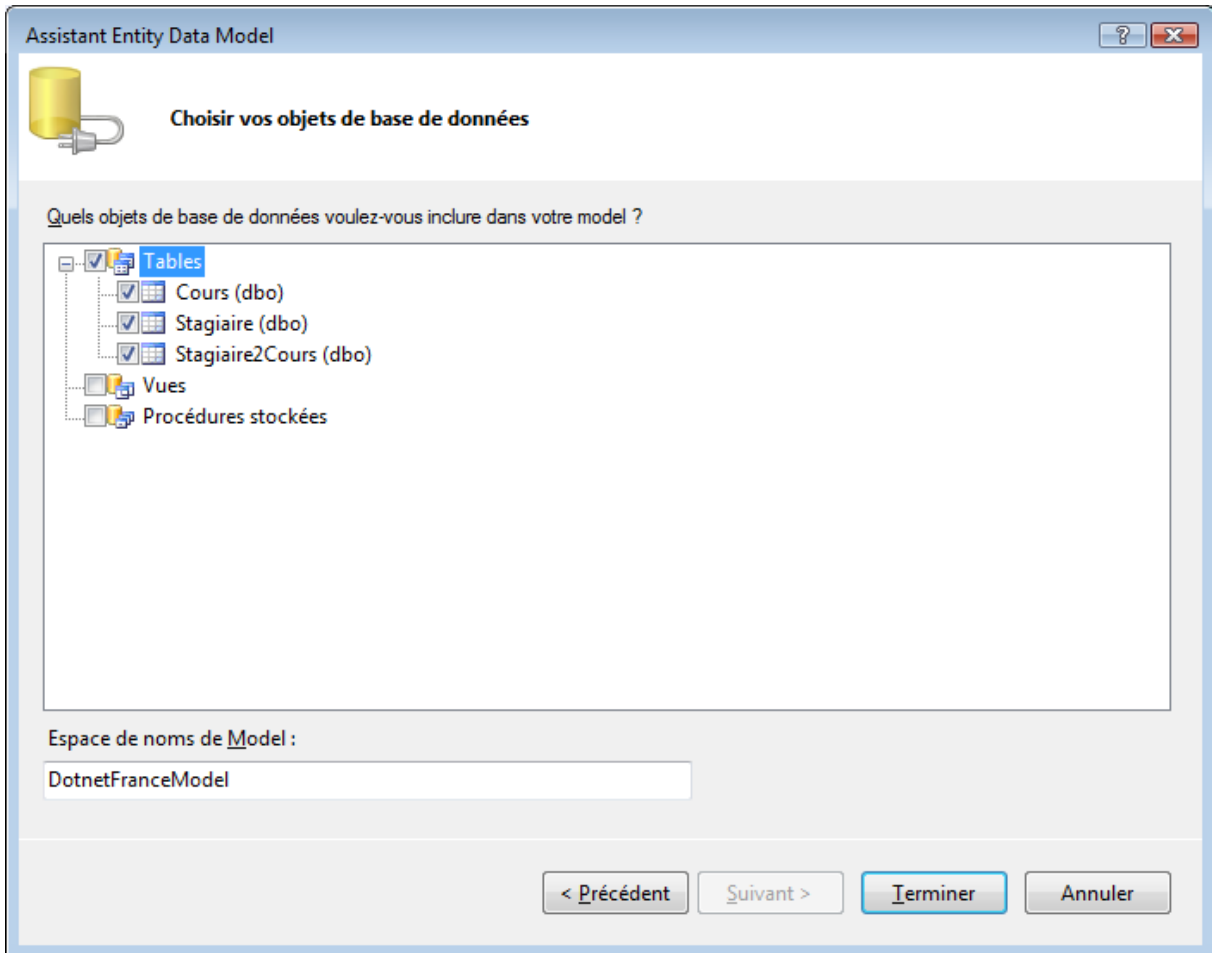 Assistant Entity Data Model
Choisir vos objets de base de données
Quels objets de base de données voulez-vous inclure dans votre model ?
Tables
Cours (dbo)
Stagiaire (dbo)
Stagiaire2Cours (dbo)
Vues
Procédures stockées
Espace de noms de Model :
DotnetFranceModel
< Précédent Suivant > Terminer Annuler